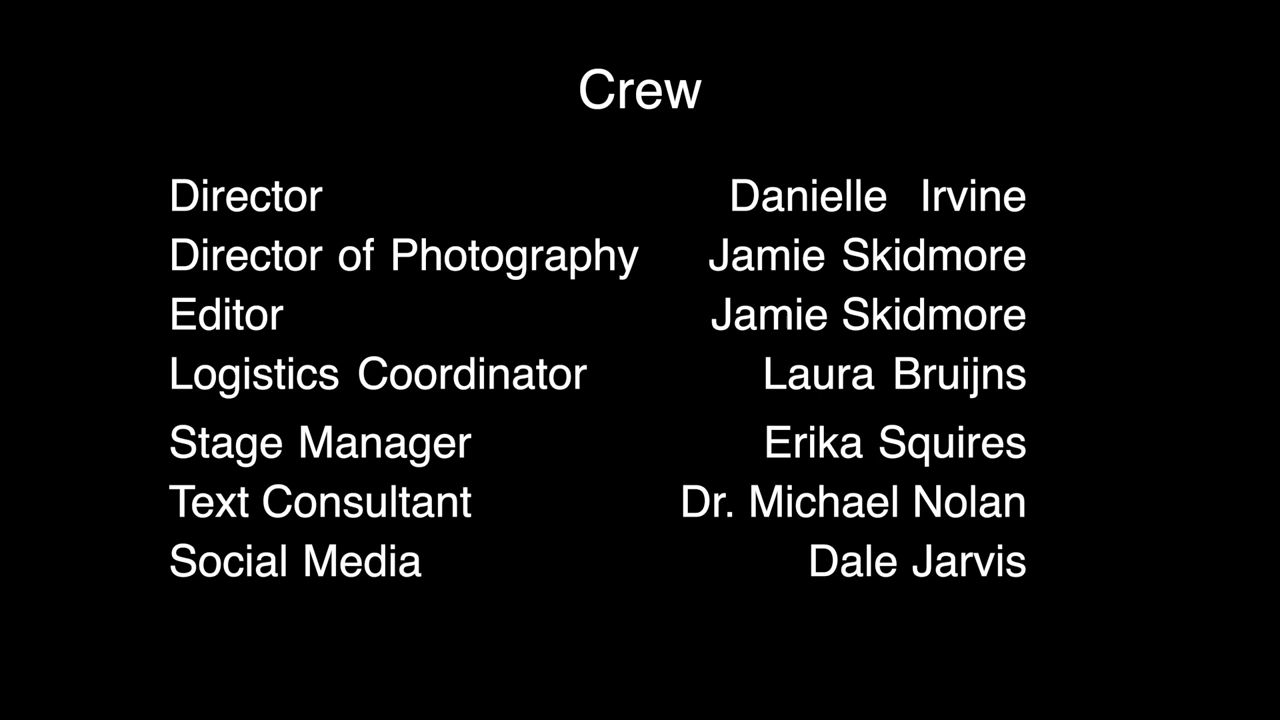 Crew
Director Danielle Irvine
Director of Photography Jamie Skidmore
Editor Jamie Skidmore
Logistics Coordinator Laura Bruijns
Stage Manager Erika Squires
Text Consultant Dr. Michael Nolan
Social Media Dale Jarvis